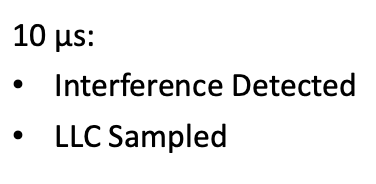 10 μs:
• Interference Detected
• LLC Sampled